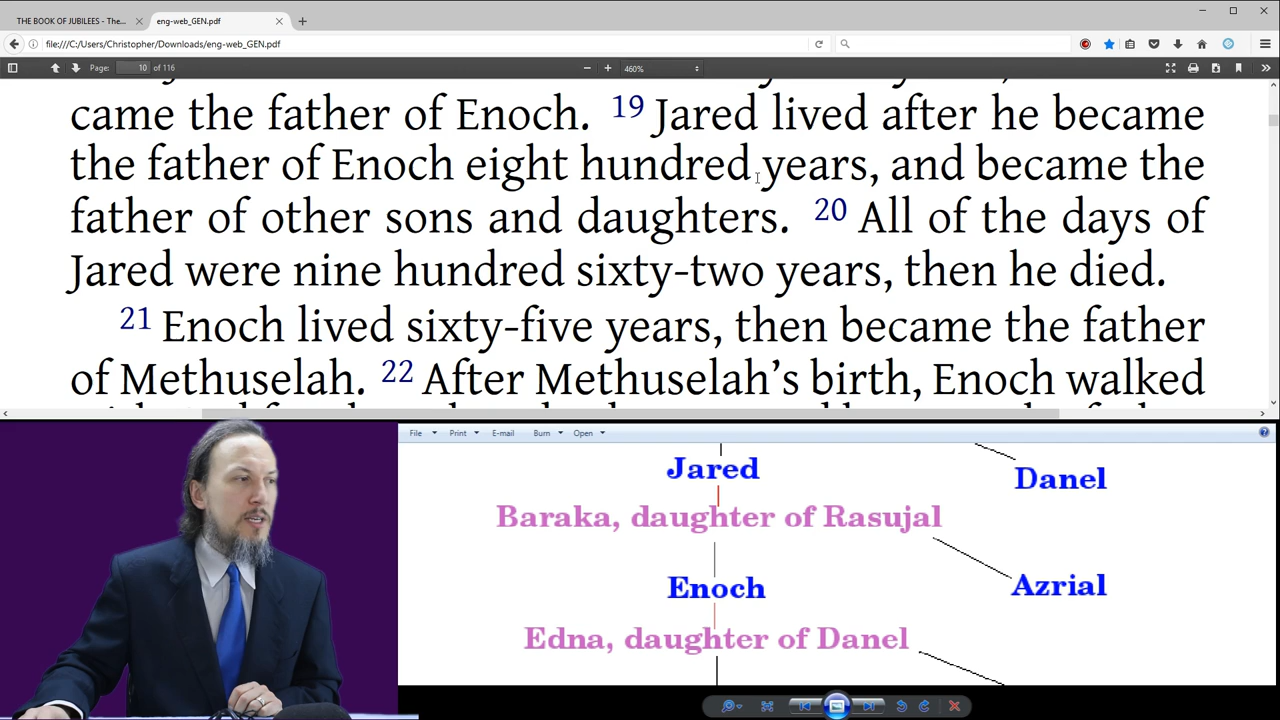 THE BOOK OF JUBILEES - The...
eng-web_GEN.pdf
file:///C:/Users/Christopher/Downloads/eng-web_GEN.pdf
Page: 10 of 116
460%
came the father of Enoch. 19 Jared lived after he became
the father of Enoch eight hundred years, and became the
father of other sons and daughters. 20 All of the days of
Jared were nine hundred sixty-two years, then he died.
21 Enoch lived sixty-five years, then became the father
of Methuselah. 22 After Methuselah’s birth, Enoch walked
File Print E-mail Burn Open
Jared
Danel
Baraka, daughter of Rasujal
Enoch
Azrial
Edna, daughter of Danel